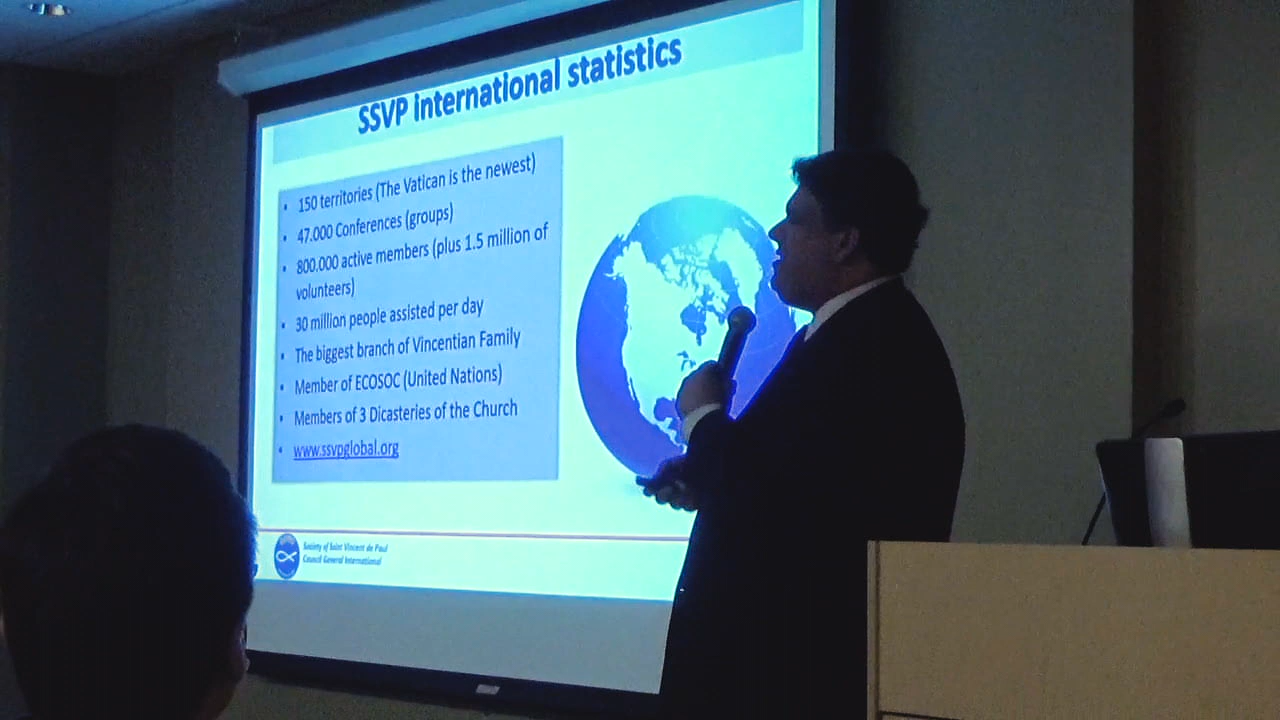 SSVP international statistics
• 150 territories (The Vatican is the newest)
• 47.000 Conferences (groups)
• 800.000 active members (plus 1.5 million of
volunteers)
• 30 million people assisted per day
• The biggest branch of Vincentian Family
• Member of ECOSOC (United Nations)
• Members of 3 Dicasteries of the Church
• www.ssvpglobal.org
Society of Saint Vincent de Paul
Council General International